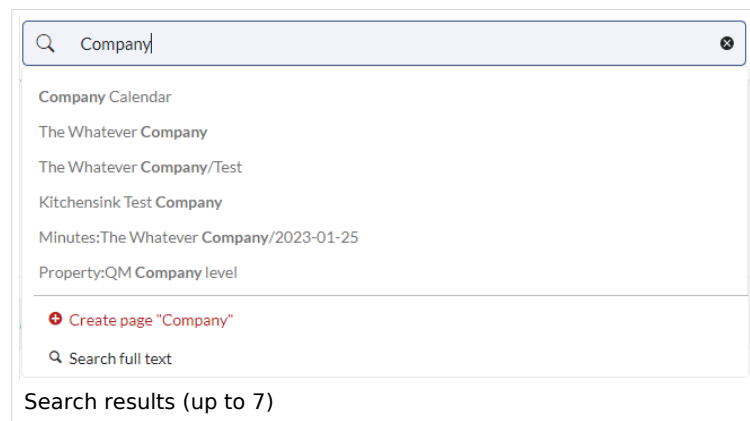 Company
Company Calendar
The Whatever Company
The Whatever Company/Test
Kitchensink Test Company
Minutes:The Whatever Company/2023-01-25
Property:QM Company level
Create page "Company"
Search full text
Search results (up to 7)